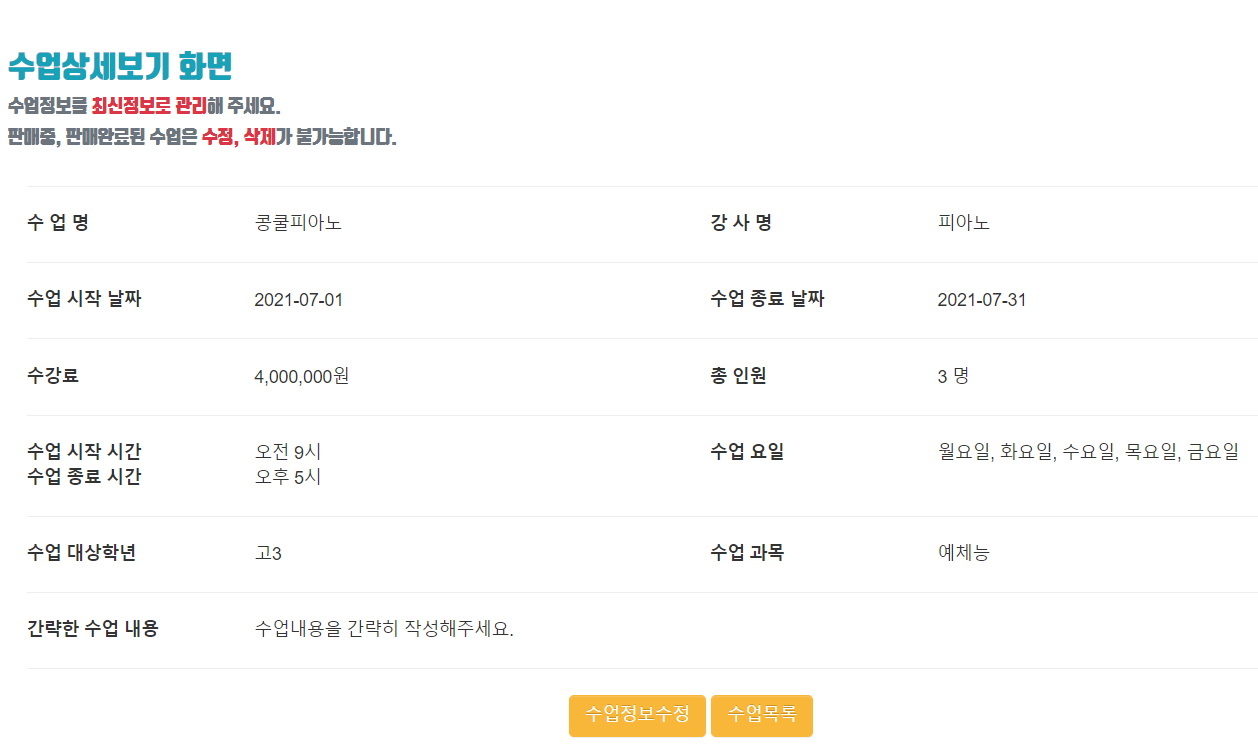 수업상세보기 화면
수업정보를 최신정보로 관리해 주세요.
판매중, 판매완료된 수업은 수정, 삭제가 불가능합니다.
수 업 명 콩쿨피아노 강 사 명 피아노
수업 시작 날짜 2021-07-01 수업 종료 날짜 2021-07-31
수강료 4,000,000원 총 인원 3 명
수업 시작 시간 오전 9시 수업 요일 월요일, 화요일, 수요일, 목요일, 금요일
수업 종료 시간 오후 5시
수업 대상학년 고3 수업 과목 예체능
간략한 수업 내용 수업내용을 간략히 작성해주세요.
수업정보수정 수업목록